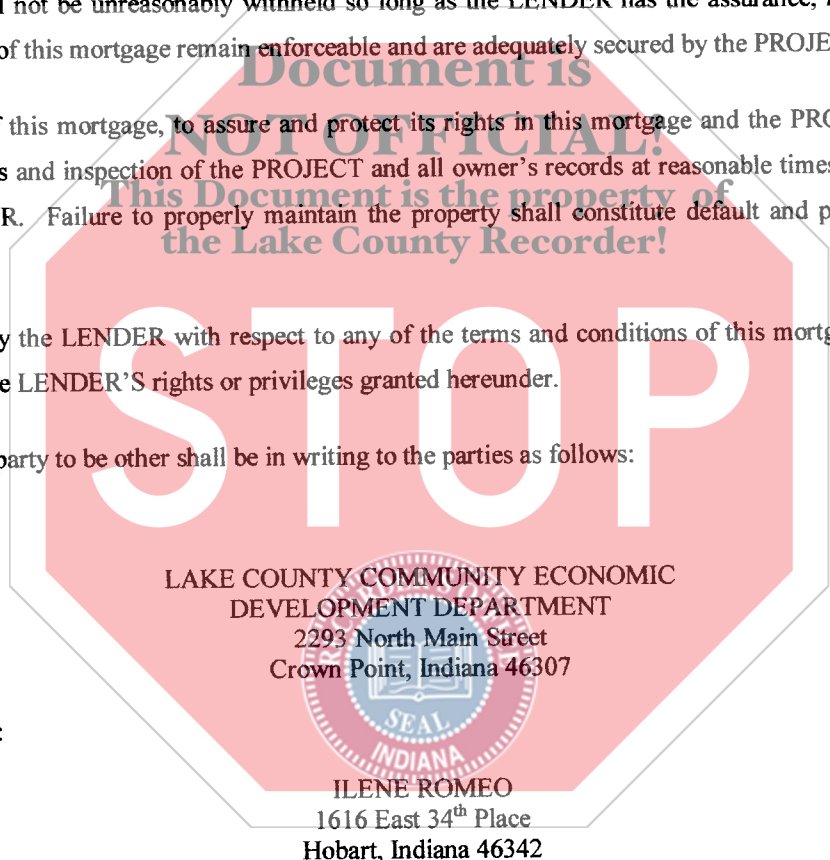 not be unreasonably withheld so long as the LENDER has the assurance,
of this mortgage remain enforceable and are adequately secured by the PROJE
Document is
this mortgage, to assure and protect its rights in this mortgage and the PRO
NOT OFFICIAL!
s and inspection of the PROJECT and all owner's records at reasonable times
This Document is the property of
R. Failure to properly maintain the property shall constitute default and p
the Lake County Recorder!
y the LENDER with respect to any of the terms and conditions of this mortg
e LENDER'S rights or privileges granted hereunder.
STOP
party to be other shall be in writing to the parties as follows:
LAKE COUNTY COMMUNITY ECONOMIC
DEVELOPMENT DEPARTMENT
2293 North Main Street
Crown Point, Indiana 46307
SEAL
INDIANA
:
ILENE ROMEO
1616 East 34th Place
Hobart, Indiana 46342